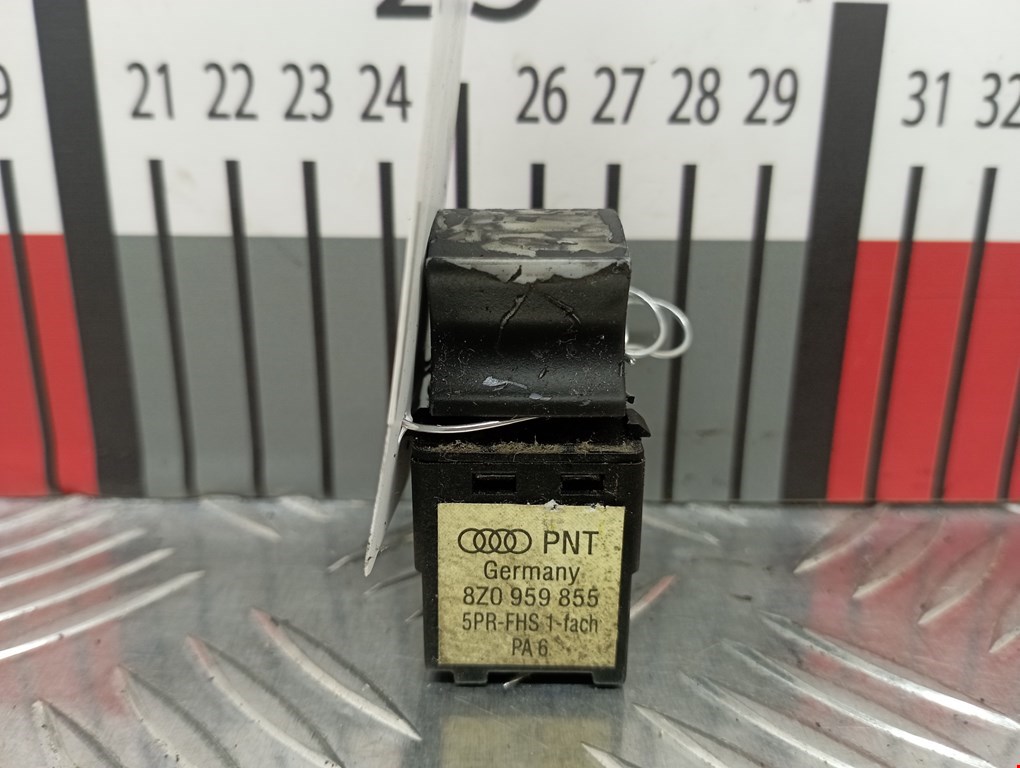 21 22 23 24 26 27 28 29 31 32
PNT
Germany
8Z0 959 855
5PR-FHS 1-fach
PA 6